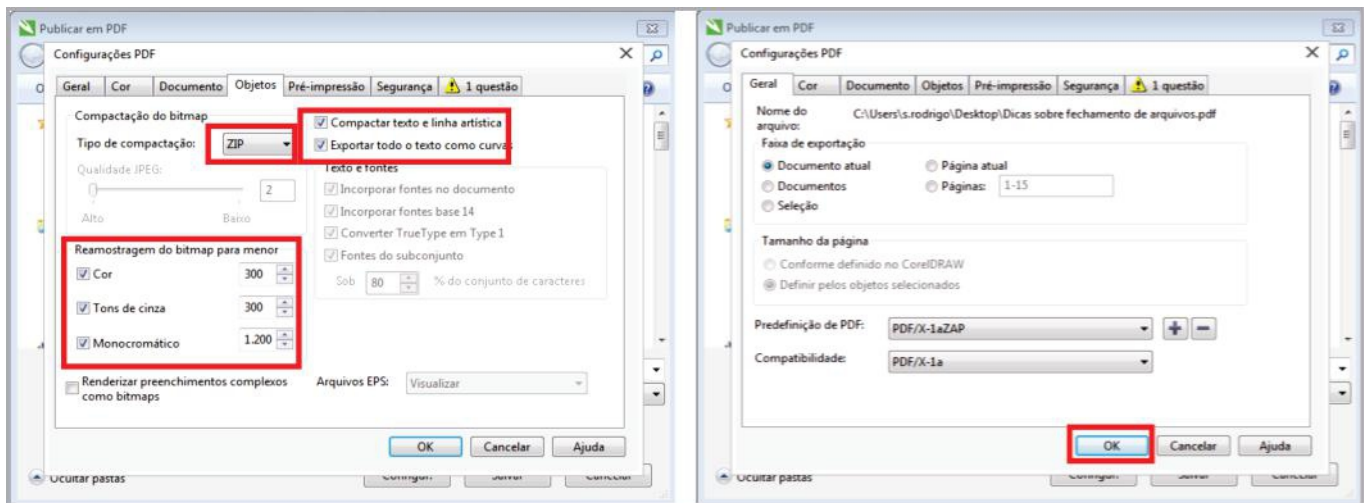 Publicar em PDF
Configurações PDF
Geral Cor Documento Objetos Pré-impressão Segurança 1 questão
Compactação do bitmap
Tipo de compactação: ZIP
Qualidade JPEG:
2
Alto Baixo
Compactar texto e linha artística
Exportar todo o texto como curvas
Texto e fontes
Incorporar fontes no documento
Incorporar fontes base 14
Converter TrueType em Type 1
Fontes do subconjunto
Sob 80 % do conjunto de caracteres
Reamostragem do bitmap para menor
Cor 300
Tons de cinza 300
Monocromático 1.200
Renderizar preenchimentos complexos
como bitmaps
Arquivos EPS: Visualizar
OK Cancelar Ajuda
Ocultar pastas
Configur. Salvar Cancelar
Publicar em PDF
Configurações PDF
Geral Cor Documento Objetos Pré-impressão Segurança 1 questão
Nome do
arquivo:
C:\Users\s.rodrigo\Desktop\Dicas sobre fechamento de arquivos.pdf
Faixa de exportação
Documento atual Página atual
Documentos Páginas: 1-15
Seleção
Tamanho da página
Conforme definido no CorelDRAW
Definir pelos objetos selecionados
Predefinição de PDF: PDF/X-1aZAP
Compatibilidade: PDF/X-1a
OK Cancelar Ajuda
Ocultar pastas
Configur. Salvar Cancelar